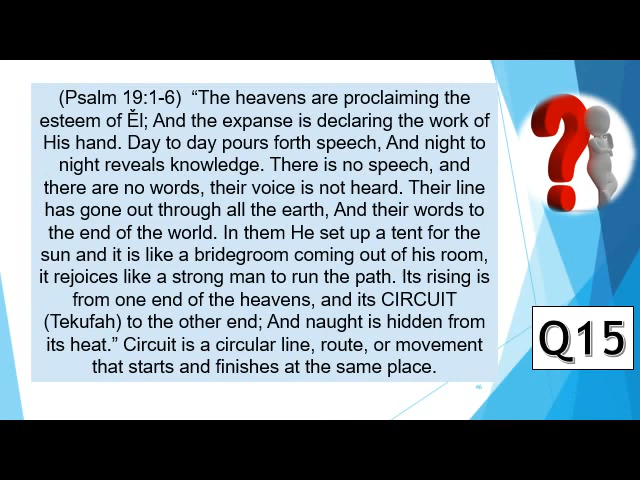 (Psalm 19:1-6)  “The heavens are proclaiming the
esteem of Ěl; And the expanse is declaring the work of
His hand. Day to day pours forth speech, And night to
night reveals knowledge. There is no speech, and
there are no words, their voice is not heard. Their line
has gone out through all the earth, And their words to
the end of the world. In them He set up a tent for the
sun and it is like a bridegroom coming out of his room,
it rejoices like a strong man to run the path. Its rising is
from one end of the heavens, and its CIRCUIT
(Tekufah) to the other end; And naught is hidden from
its heat.” Circuit is a circular line, route, or movement
that starts and finishes at the same place.
Q15